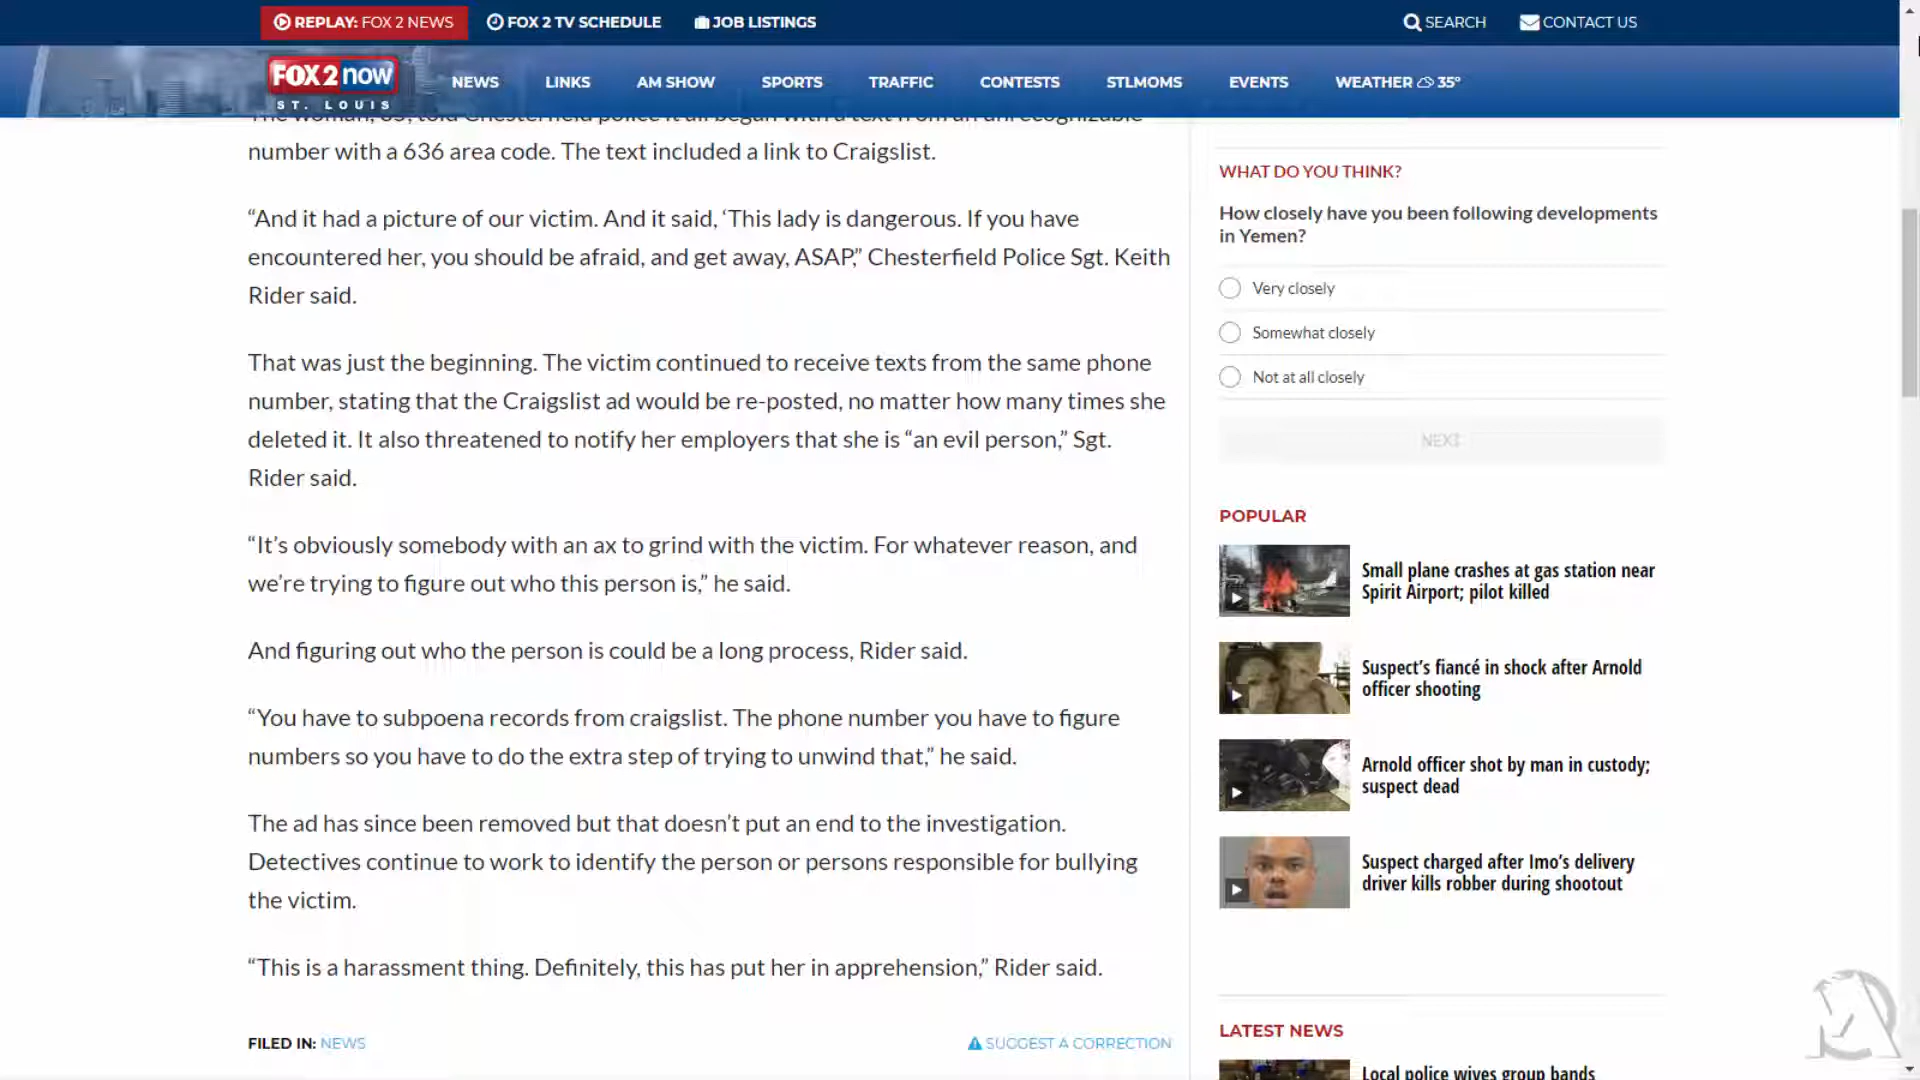 REPLAY: FOX 2 NEWS
FOX 2 TV SCHEDULE
JOB LISTINGS
SEARCH
CONTACT US
FOX 2 now
ST. LOUIS
NEWS
LINKS
AM SHOW
SPORTS
TRAFFIC
CONTESTS
STLMOMS
EVENTS
WEATHER 35°
told Chesterfield police it all began with a text from an unrecognizable
number with a 636 area code. The text included a link to Craigslist.
“And it had a picture of our victim. And it said, ‘This lady is dangerous. If you have
encountered her, you should be afraid, and get away, ASAP,” Chesterfield Police Sgt. Keith
Rider said.
That was just the beginning. The victim continued to receive texts from the same phone
number, stating that the Craigslist ad would be re-posted, no matter how many times she
deleted it. It also threatened to notify her employers that she is “an evil person,” Sgt.
Rider said.
“It’s obviously somebody with an ax to grind with the victim. For whatever reason, and
we’re trying to figure out who this person is,” he said.
And figuring out who the person is could be a long process, Rider said.
“You have to subpoena records from craigslist. The phone number you have to figure
numbers so you have to do the extra step of trying to unwind that,” he said.
The ad has since been removed but that doesn’t put an end to the investigation.
Detectives continue to work to identify the person or persons responsible for bullying
the victim.
“This is a harassment thing. Definitely, this has put her in apprehension,” Rider said.
FILED IN: NEWS
SUGGEST A CORRECTION
WHAT DO YOU THINK?
How closely have you been following developments
in Yemen?
Very closely
Somewhat closely
Not at all closely
NEXT
POPULAR
Small plane crashes at gas station near
Spirit Airport; pilot killed
Suspect’s fiancé in shock after Arnold
officer shooting
Arnold officer shot by man in custody;
suspect dead
Suspect charged after Imo’s delivery
driver kills robber during shootout
LATEST NEWS
Local police wives group bands